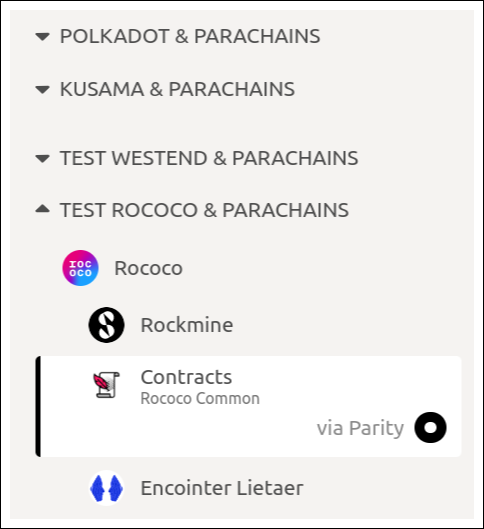 POLKADOT & PARACHAINS
KUSAMA & PARACHAINS
TEST WESTEND & PARACHAINS
TEST ROCOCO & PARACHAINS
roc
oco
Rococo
Rockmine
Contracts
Rococo Common
via Parity
Encointer Lietaer